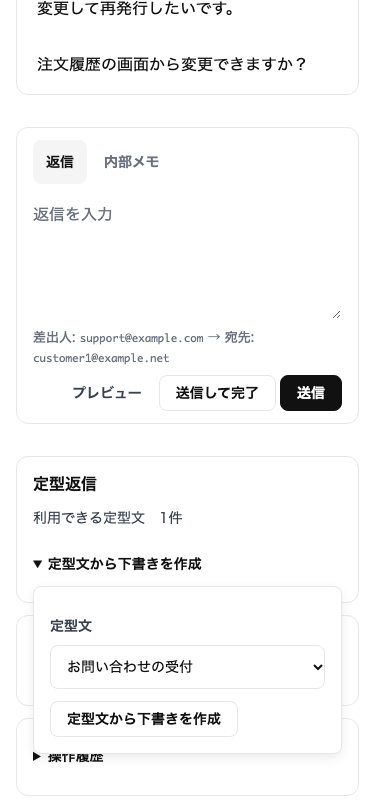 変更して再発行したいです。
注文履歴の画面から変更できますか？
返信 内部メモ
返信を入力
差出人: support@example.com → 宛先:
customer1@example.net
プレビュー 送信して完了 送信
定型返信
利用できる定型文 1件
▼ 定型文から下書きを作成
定型文
お問い合わせの受付
定型文から下書きを作成
▶ 操作履歴